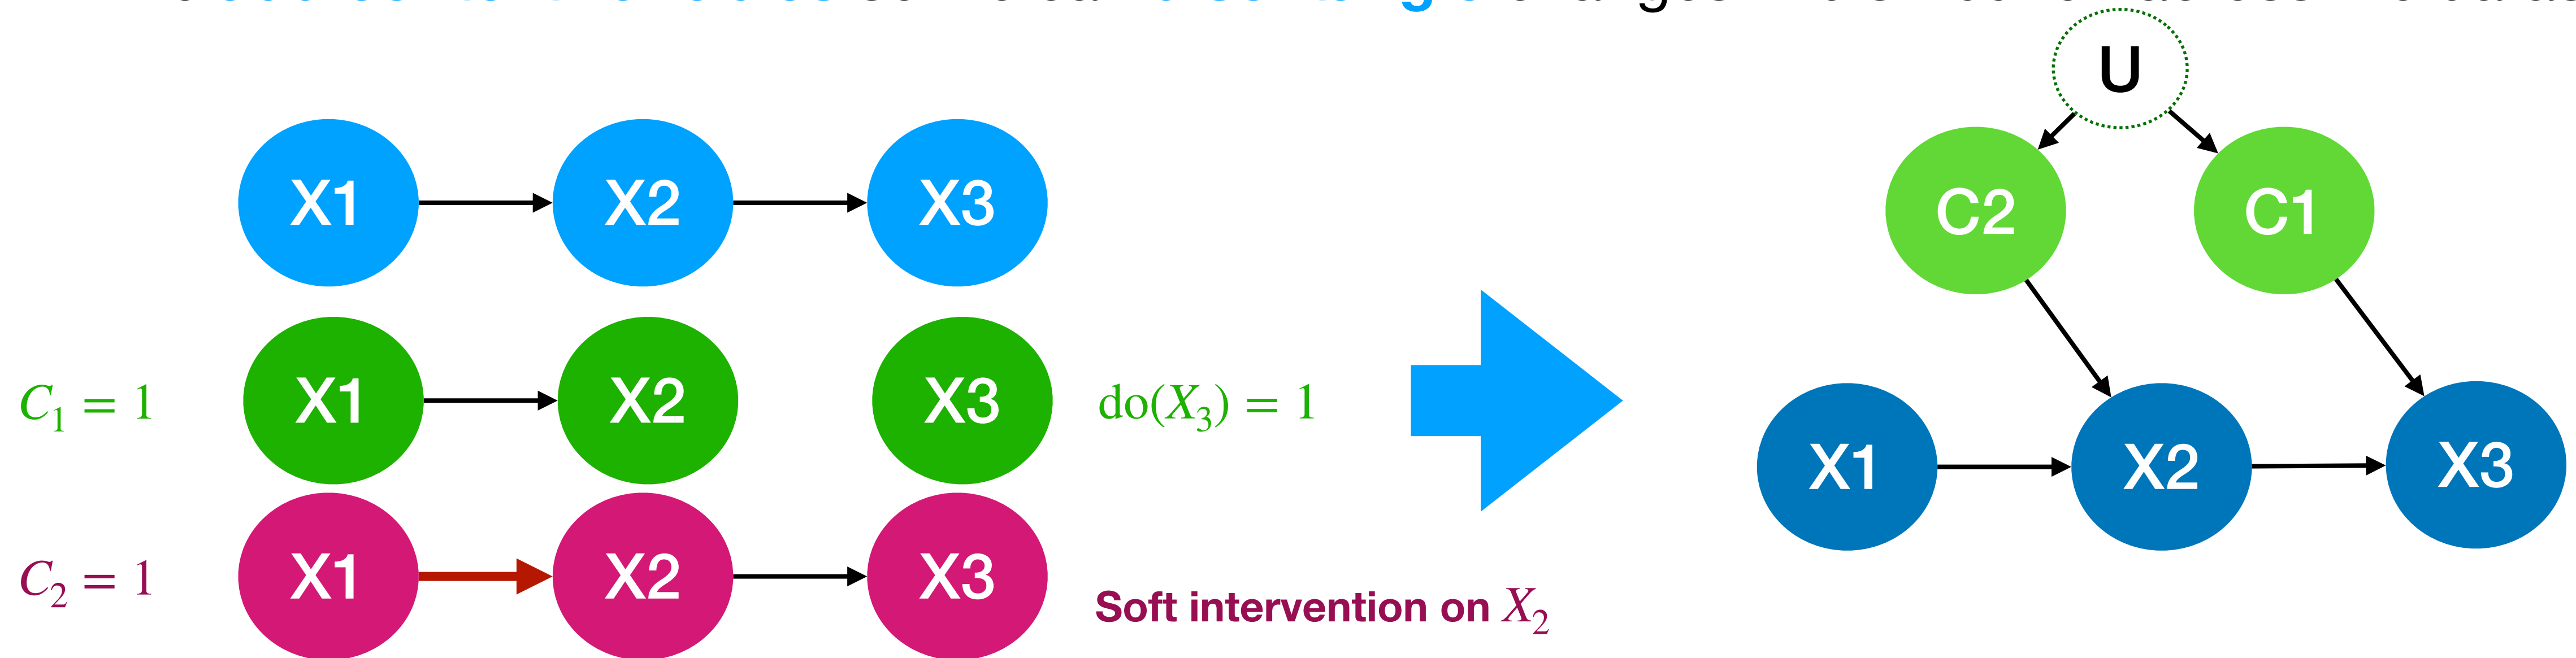 U
X1 X2 X3
C2 C1
C₁ = 1 X1 X2 X3 do(X₃) = 1
X1 X2 X3
C₂ = 1 X1 X2 X3 Soft intervention on X₂